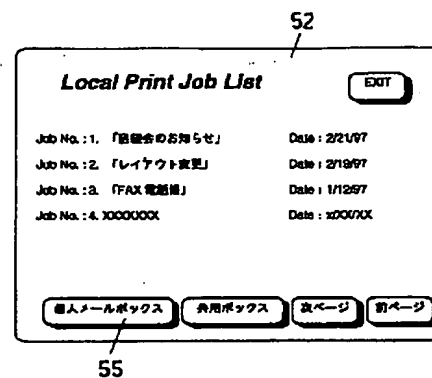 52
Local Print Job List
EXIT
Job No. : 1. 「懇親会のお知らせ」 Date : 2/21/97
Job No. : 2. 「レイアウト変更」 Date : 2/19/97
Job No. : 3. 「FAX 電話帳」 Date : 1/12/97
Job No. : 4. XXXXXXXX Date : x/XX/XX
個人メールボックス 共用ボックス 次ページ 前ページ
55